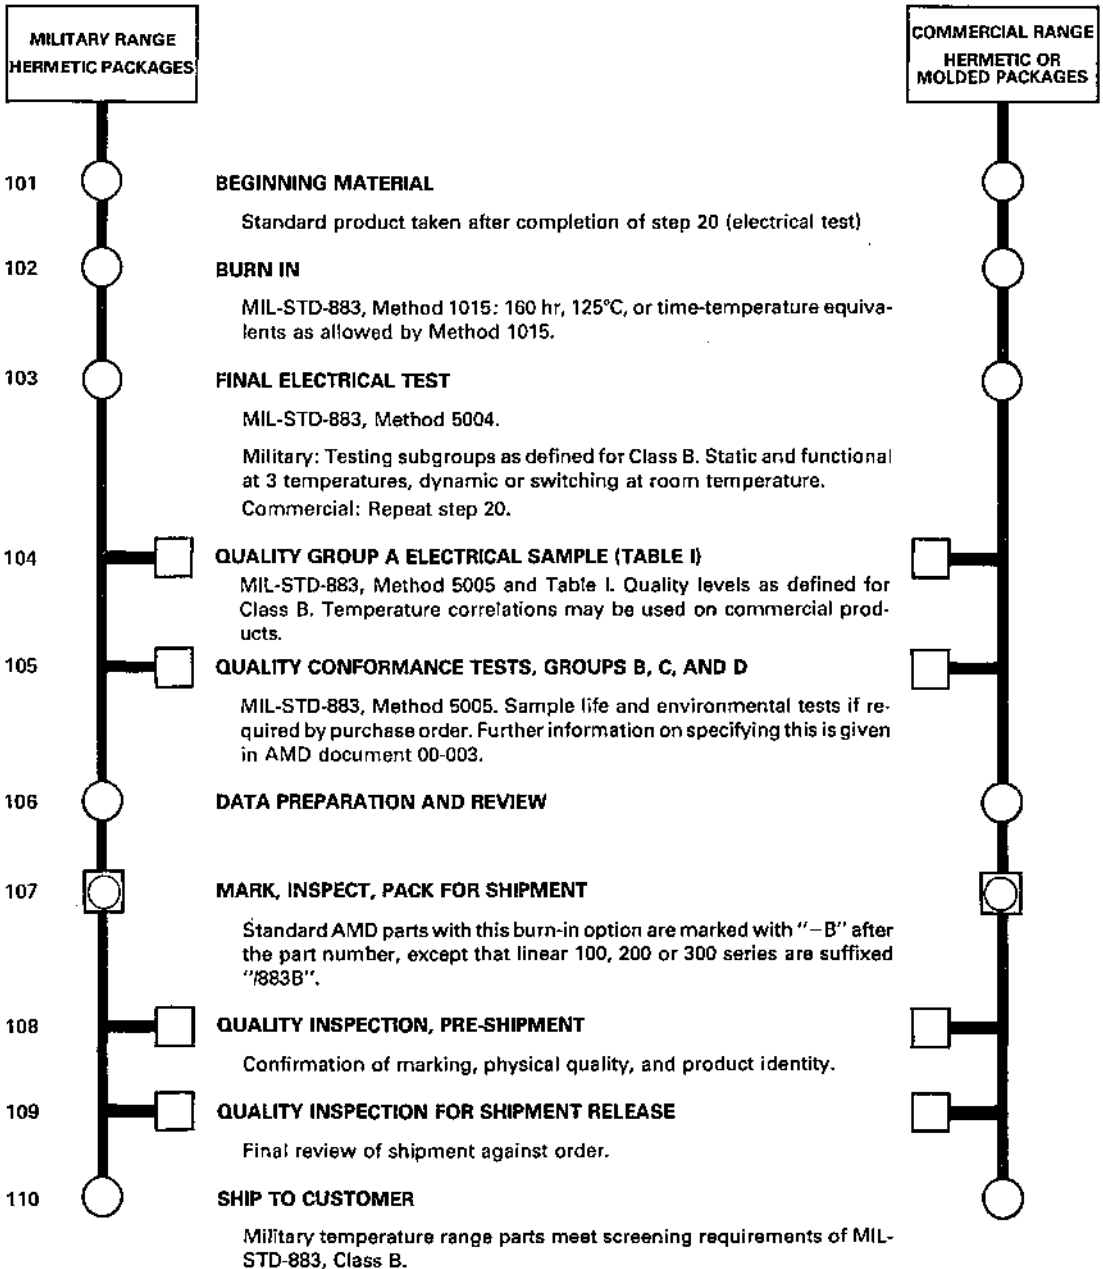 MILITARY RANGE
HERMETIC PACKAGES
COMMERCIAL RANGE
HERMETIC OR
MOLDED PACKAGES
101 BEGINNING MATERIAL
Standard product taken after completion of step 20 (electrical test)
102 BURN IN
MIL-STD-883, Method 1015: 160 hr, 125°C, or time-temperature equiva-
lents as allowed by Method 1015.
103 FINAL ELECTRICAL TEST
MIL-STD-883, Method 5004.
Military: Testing subgroups as defined for Class B. Static and functional
at 3 temperatures, dynamic or switching at room temperature.
Commercial: Repeat step 20.
104 QUALITY GROUP A ELECTRICAL SAMPLE (TABLE I)
MIL-STD-883, Method 5005 and Table I. Quality levels as defined for
Class B. Temperature correlations may be used on commercial prod-
ucts.
105 QUALITY CONFORMANCE TESTS, GROUPS B, C, AND D
MIL-STD-883, Method 5005. Sample life and environmental tests if re-
quired by purchase order. Further information on specifying this is given
in AMD document 00-003.
106 DATA PREPARATION AND REVIEW
107 MARK, INSPECT, PACK FOR SHIPMENT
Standard AMD parts with this burn-in option are marked with "–B" after
the part number, except that linear 100, 200 or 300 series are suffixed
"/883B".
108 QUALITY INSPECTION, PRE-SHIPMENT
Confirmation of marking, physical quality, and product identity.
109 QUALITY INSPECTION FOR SHIPMENT RELEASE
Final review of shipment against order.
110 SHIP TO CUSTOMER
Military temperature range parts meet screening requirements of MIL-
STD-883, Class B.